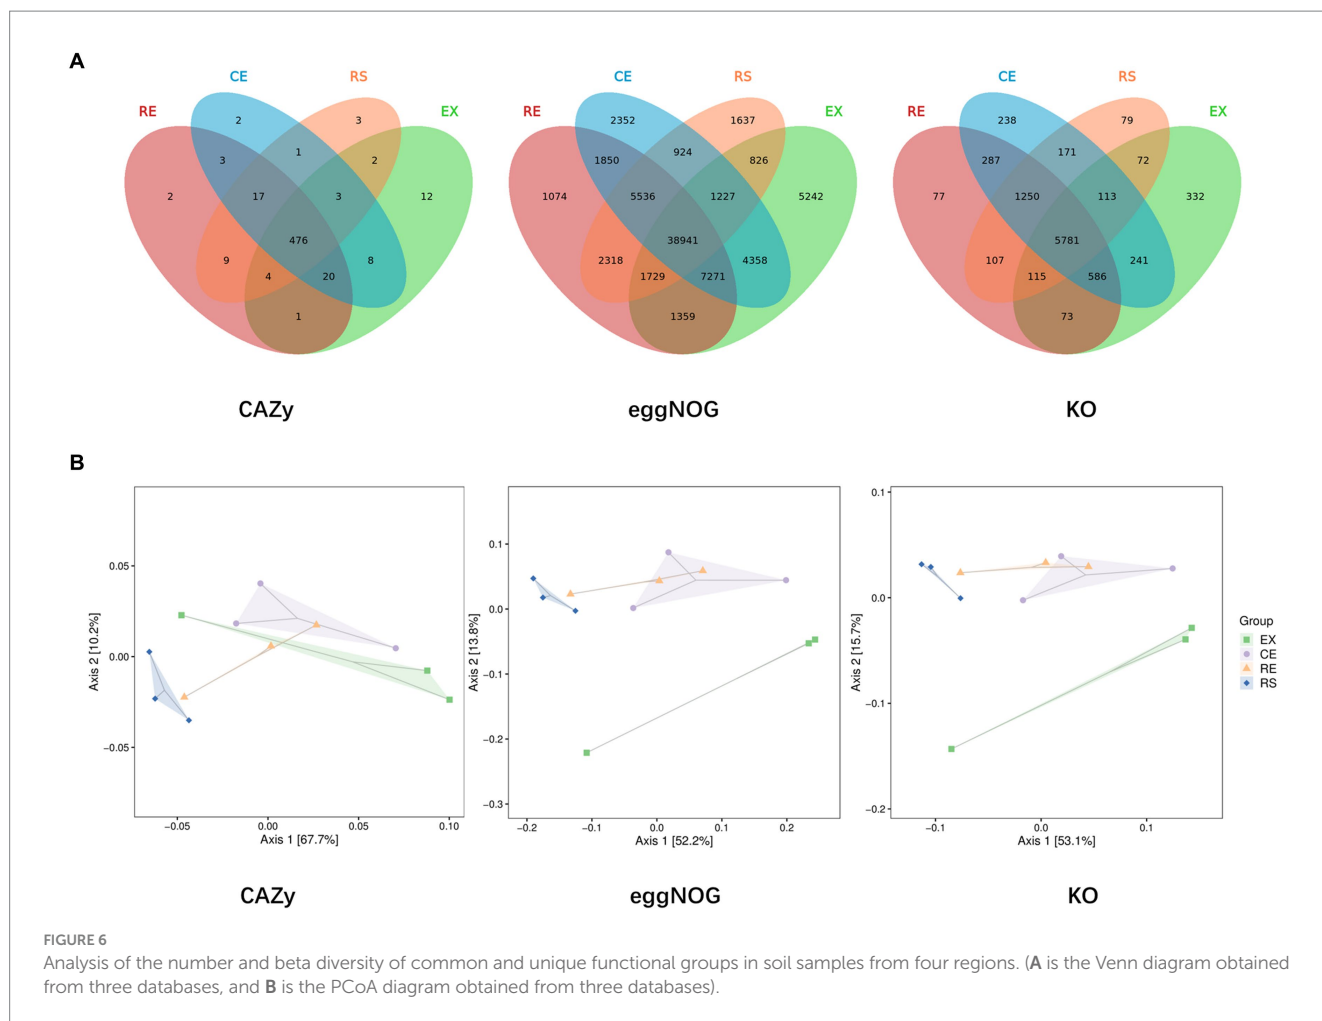 A
CE RS
RE EX
2 3
3 1 2
2 17 3 12
476
9 8
4 20
1
CAZy
CE RS
RE EX
2352 1637
1850 924 826
1074 5536 1227 5242
38941
2318 4358
1729 7271
1359
eggNOG
CE RS
RE EX
238 79
287 171 72
77 1250 113 332
5781
107 241
115 586
73
KO
B
Axis 2 [10.2%]
0.05
0.00
−0.05
−0.05 0.00 0.05 0.10
Axis 1 [67.7%]
CAZy
Axis 2 [13.8%]
0.1
0.0
−0.1
−0.2
−0.3
−0.2 −0.1 0.0 0.1 0.2
Axis 1 [52.2%]
eggNOG
Axis 2 [15.7%]
0.1
0.0
−0.1
−0.2
−0.1 0.0 0.1
Axis 1 [53.1%]
KO
Group
EX
CE
RE
RS
FIGURE 6
Analysis of the number and beta diversity of common and unique functional groups in soil samples from four regions. (A is the Venn diagram obtained
from three databases, and B is the PCoA diagram obtained from three databases).